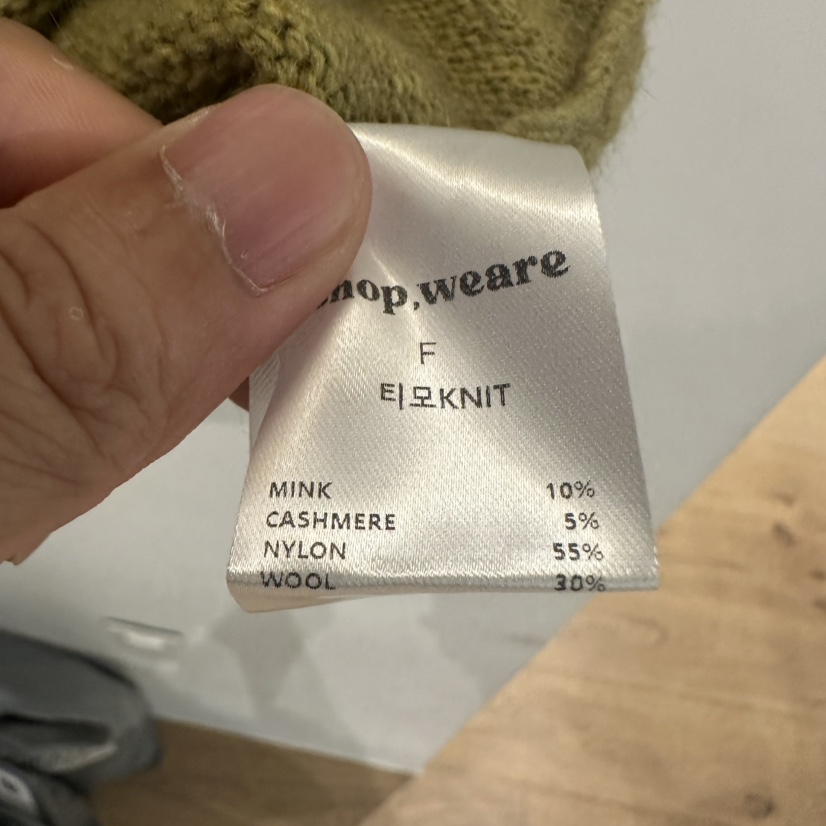 hop,weare
F
티모KNIT
MINK 10%
CASHMERE 5%
NYLON 55%
WOOL 30%